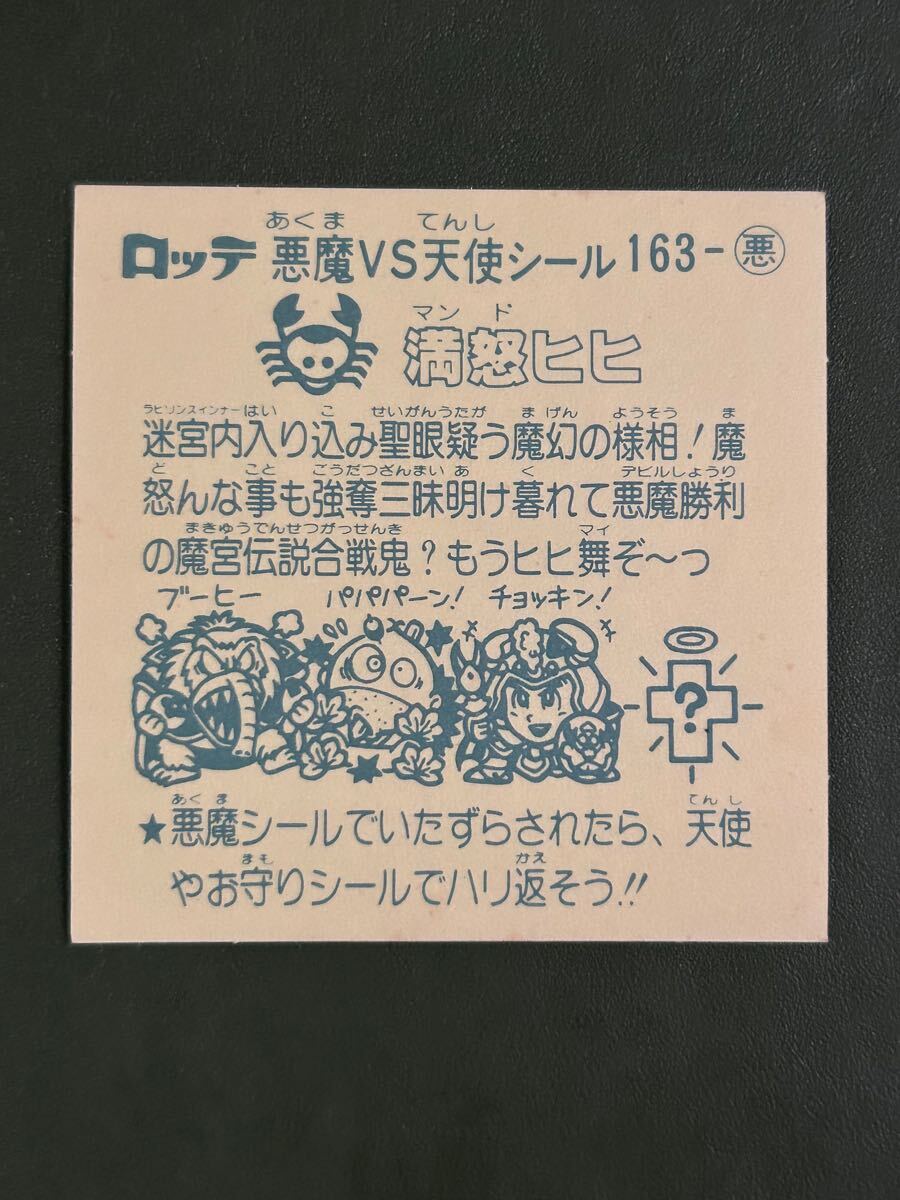 あくま てんし
ロッテ 悪魔VS天使シール 163-悪
マンド
満怒ヒヒ
ラビリンスインナー はい こ せいがんうたが まげん ようそう ま
迷宮内入り込み聖眼疑う魔幻の様相!魔
ど こと ごうだつざんまい あ く デビルしょうり
怒んな事も強奪三昧明け暮れて悪魔勝利
まきゅうでんせつがっせんき マイ
の魔宮伝説合戦鬼?もうヒヒ舞ぞ〜っ
ブーヒー パパパーン! チョッキン!
?
あくま てんし
★悪魔シールでいたずらされたら、天使
まも かえ
やお守りシールでハリ返そう!!